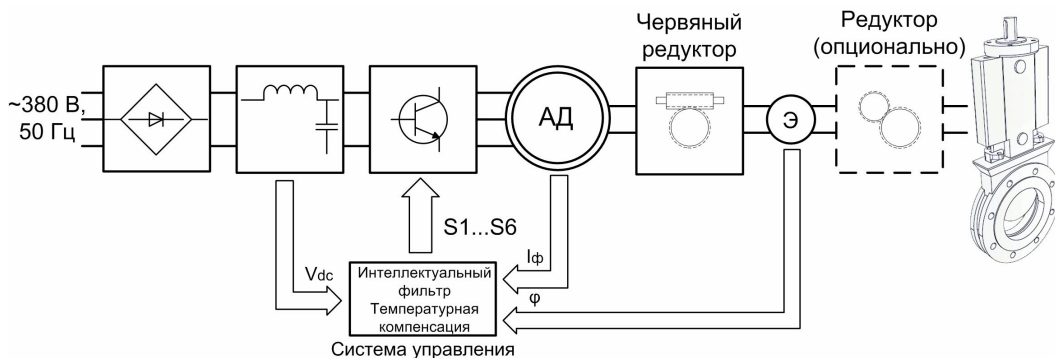 Червяный
редуктор
Редуктор
(опционально)
~380 В,
50 Гц
АД
Э
S1...S6
Vdc
Iф
φ
Интеллектуальный
фильтр
Температурная
компенсация
Система управления